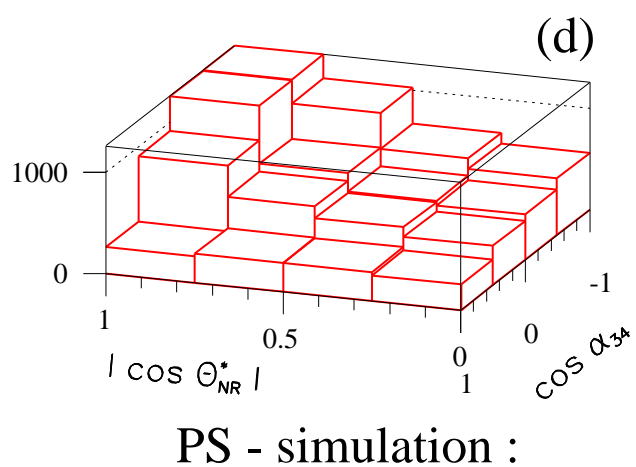 (d)
1000
0
1
0.5
0
1
0
-1
| cos Θ*NR |
cos α34
PS - simulation :